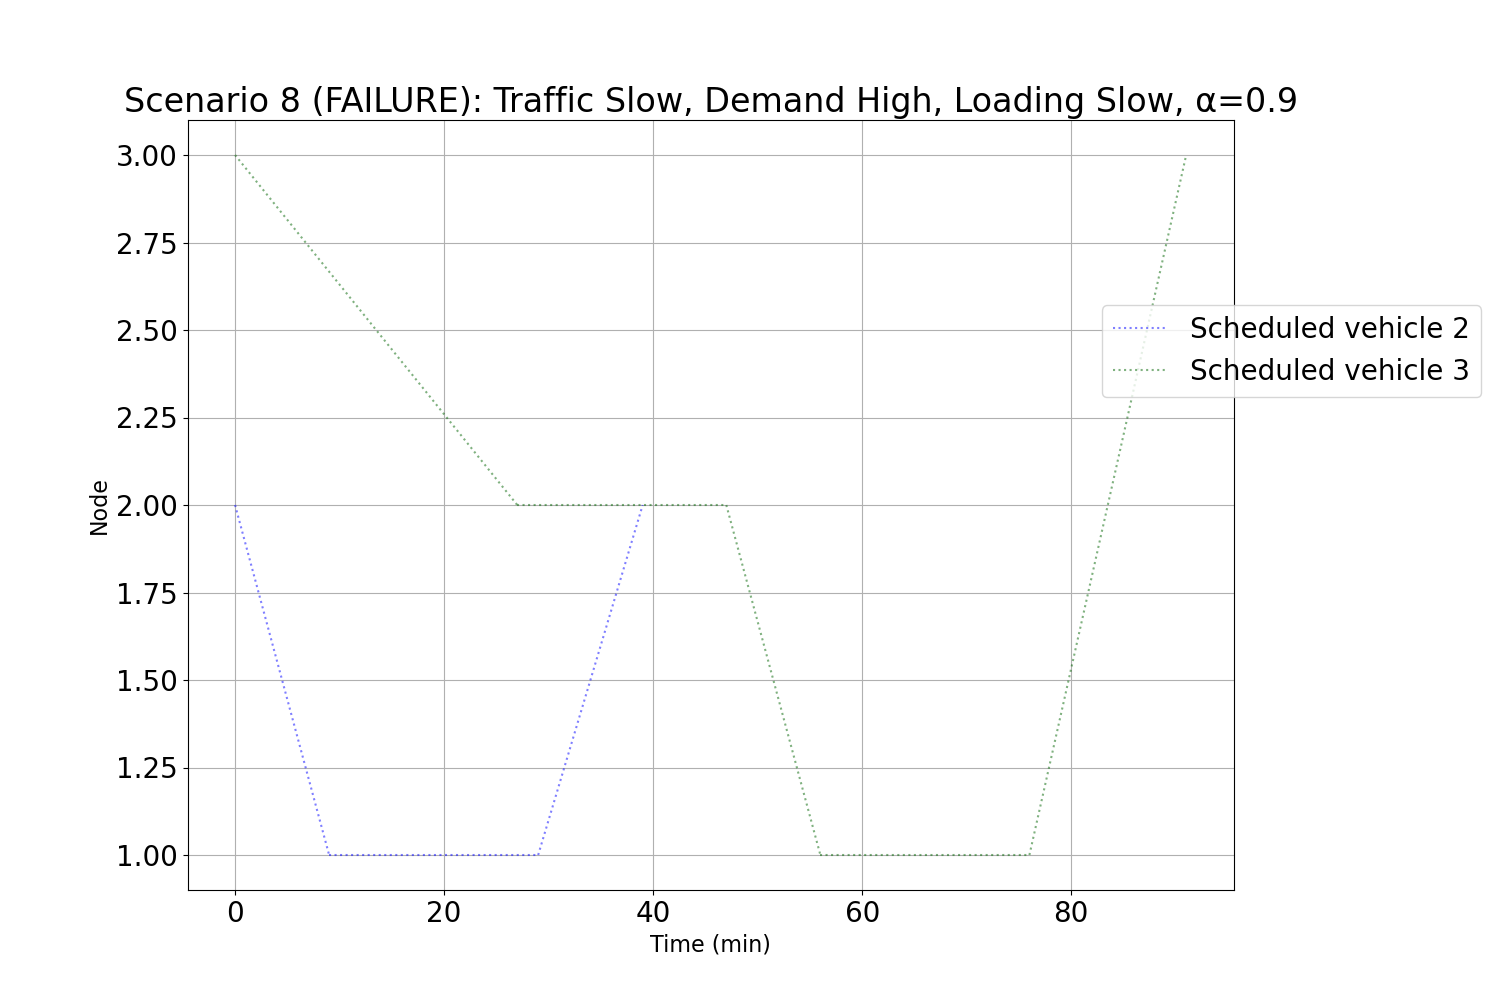 Scenario 8 (FAILURE): Traffic Slow, Demand High, Loading Slow, α=0.9
3.00
2.75
2.50
2.25
2.00
1.75
1.50
1.25
1.00
Node
Scheduled vehicle 2
Scheduled vehicle 3
0 20 40 60 80
Time (min)